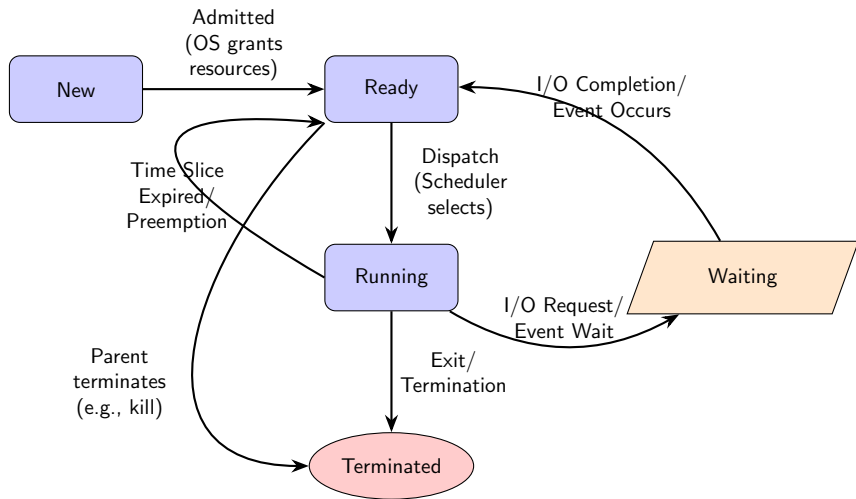 Admitted
(OS grants
resources)
New
Ready
I/O Completion/
Event Occurs
Time Slice
Expired/
Preemption
Dispatch
(Scheduler
selects)
Running
Waiting
I/O Request/
Event Wait
Parent
terminates
(e.g., kill)
Exit/
Termination
Terminated